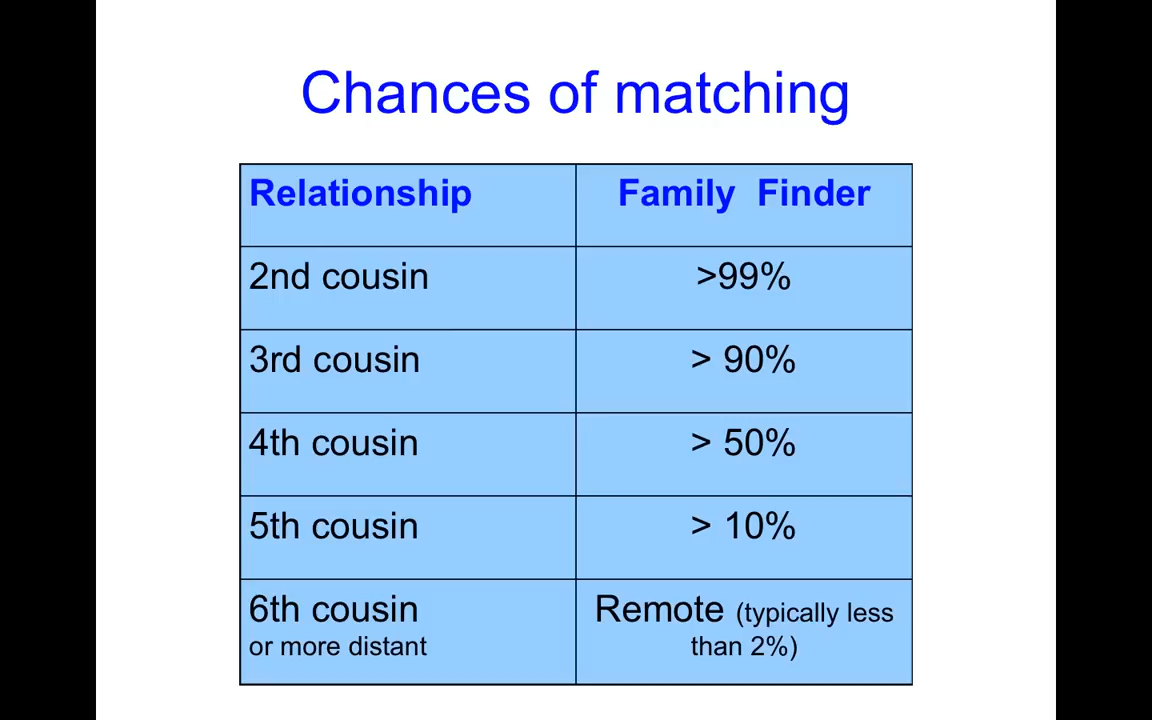 Chances of matching
Relationship
Family Finder
2nd cousin
>99%
3rd cousin
> 90%
4th cousin
> 50%
5th cousin
> 10%
6th cousin
or more distant
Remote (typically less
than 2%)